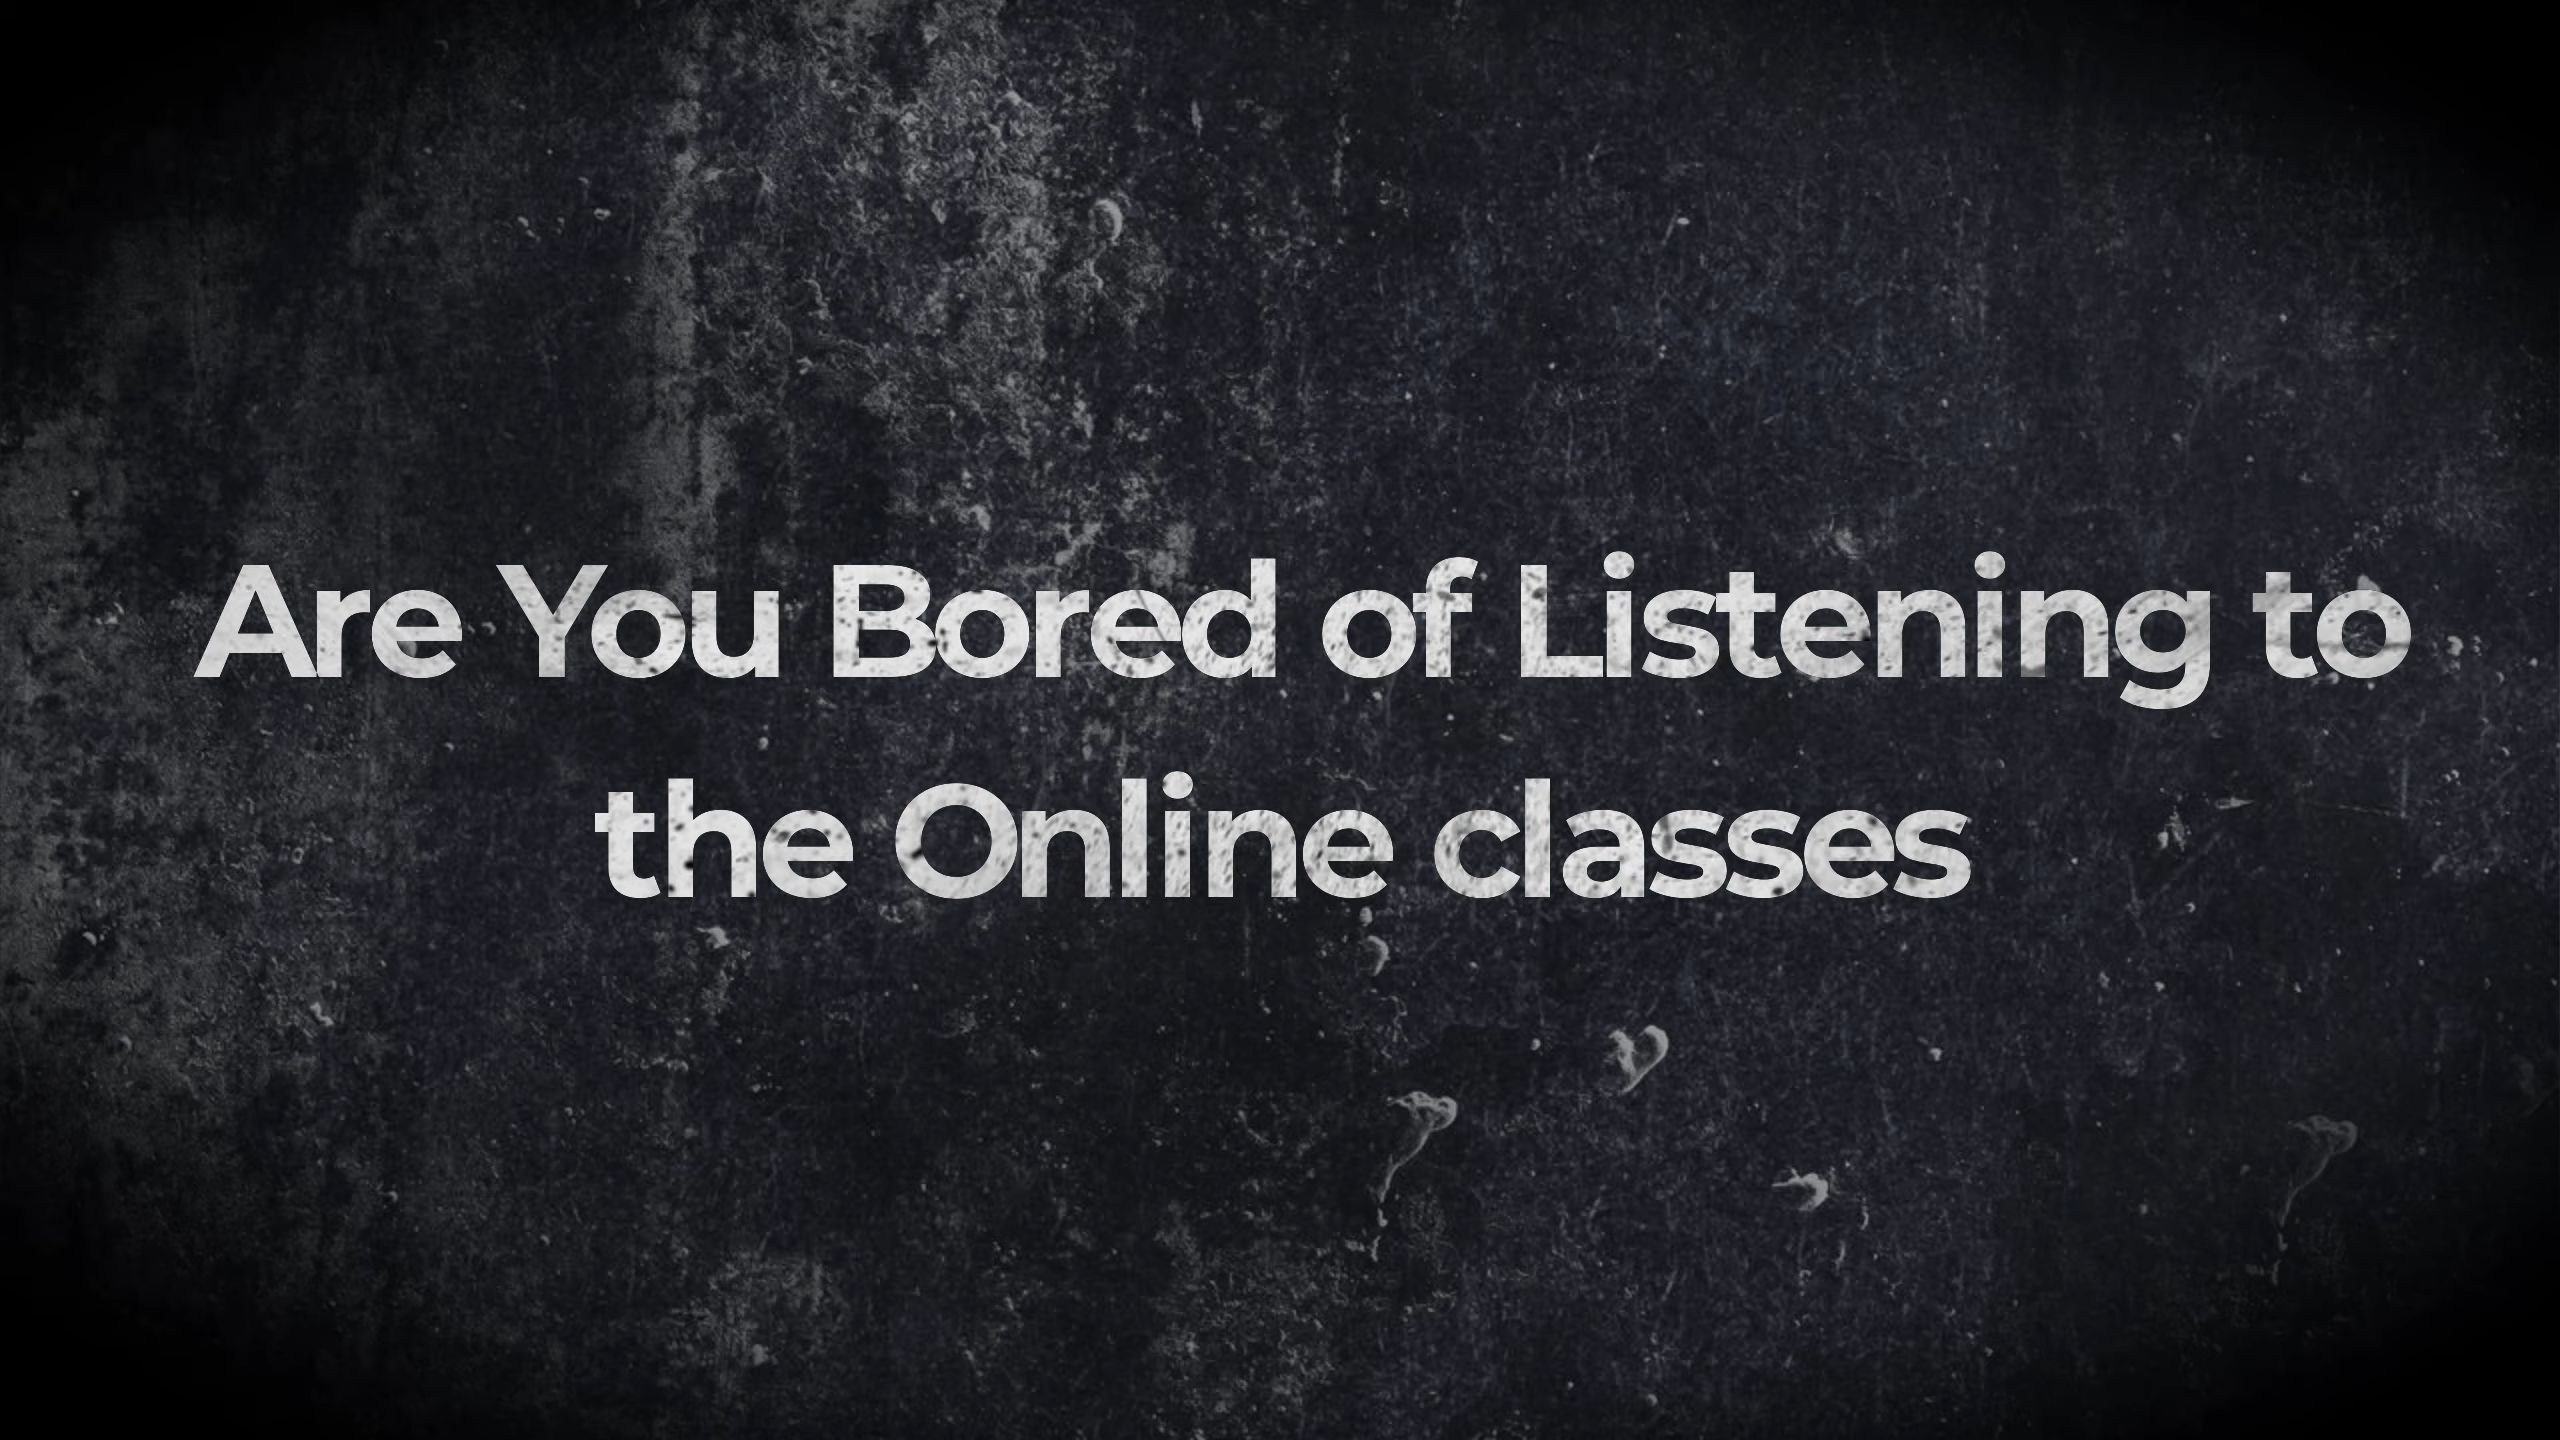 Are You Bored of Listening to
the Online classes